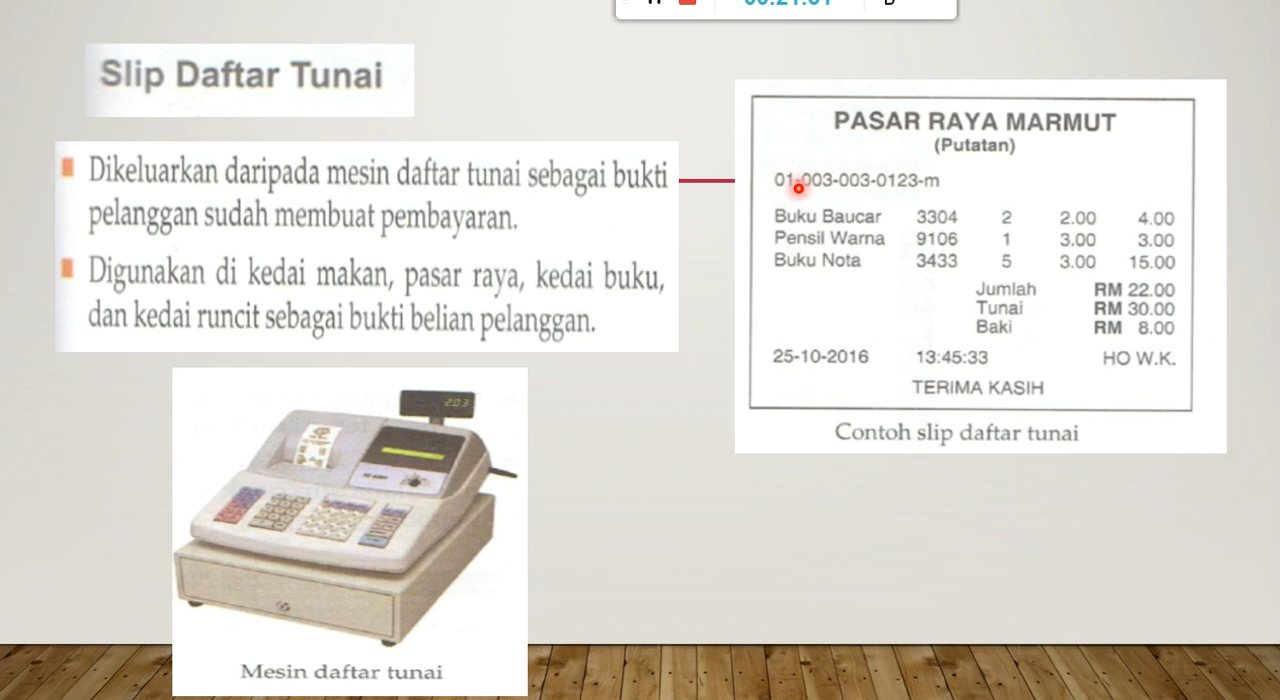 Slip Daftar Tunai
Dikeluarkan daripada mesin daftar tunai sebagai bukti
pelanggan sudah membuat pembayaran.
Digunakan di kedai makan, pasar raya, kedai buku,
dan kedai runcit sebagai bukti belian pelanggan.
PASAR RAYA MARMUT
(Putatan)
01-003-003-0123-m
Buku Baucar 3304 2 2.00 4.00
Pensil Warna 9106 1 3.00 3.00
Buku Nota 3433 5 3.00 15.00
Jumlah RM 22.00
Tunai RM 30.00
Baki RM 8.00
25-10-2016 13:45:33 HO W.K.
TERIMA KASIH
Contoh slip daftar tunai
203
Mesin daftar tunai